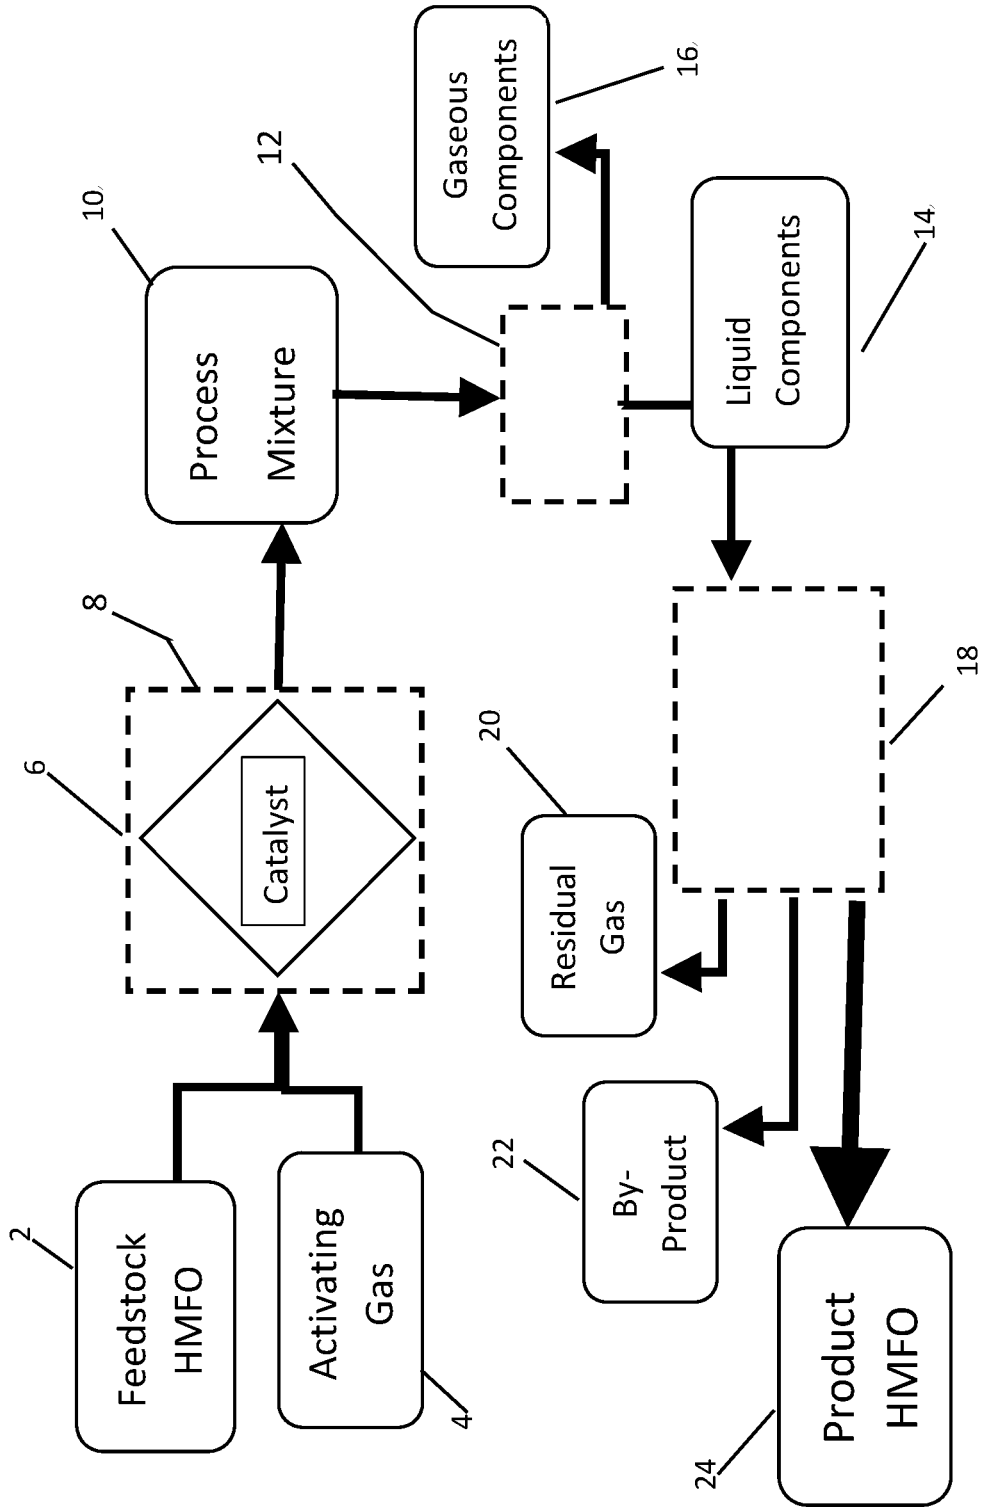 2
Feedstock
HMFO
4
Activating
Gas
6
8
Catalyst
10
Process
Mixture
12
16
Gaseous
Components
14
Liquid
Components
18
20
Residual
Gas
22
By-
Product
24
Product
HMFO